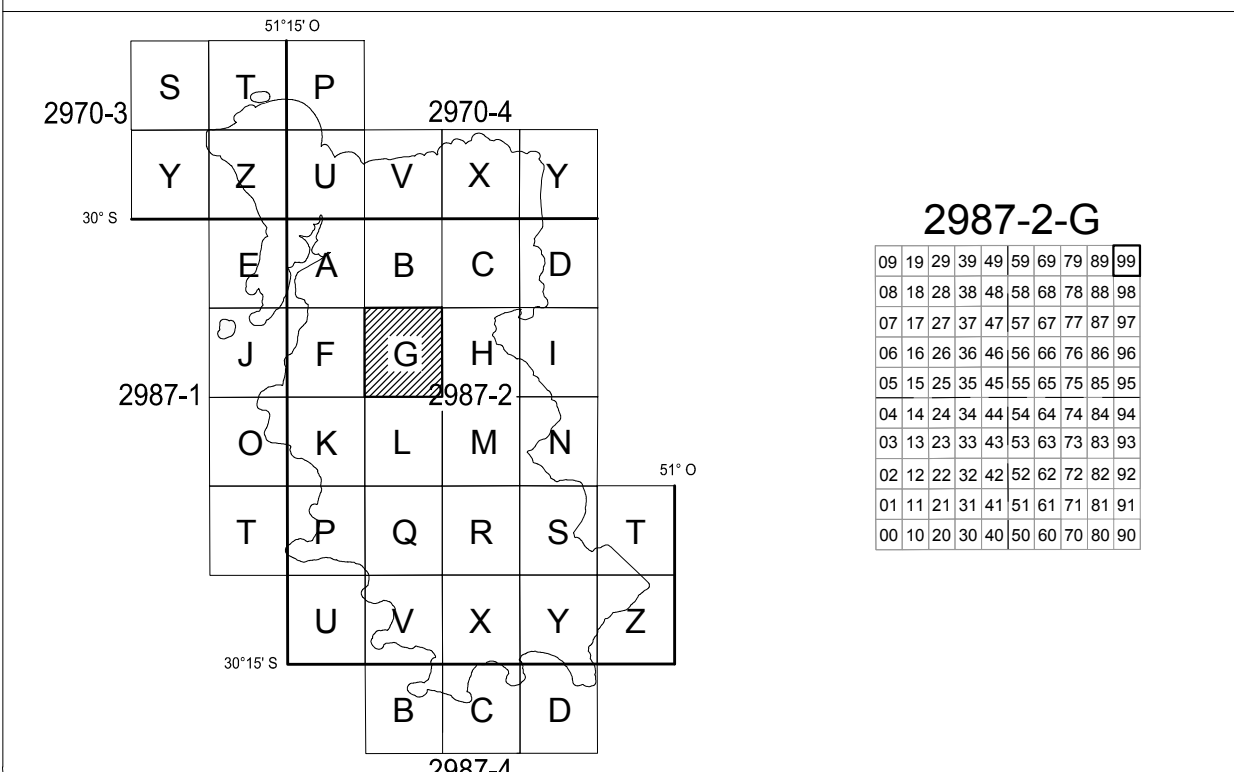 51°15' O
S T P
2970-3 2970-4
Y Z U V X Y
30° S
E A B C D
J F G H I
2987-1 2987-2
O K L M N
51° O
T P Q R S T
U V X Y Z
30°15' S
B C D
2987-4
2987-2-G
09 19 29 39 49 59 69 79 89 99
08 18 28 38 48 58 68 78 88 98
07 17 27 37 47 57 67 77 87 97
06 16 26 36 46 56 66 76 86 96
05 15 25 35 45 55 65 75 85 95
04 14 24 34 44 54 64 74 84 94
03 13 23 33 43 53 63 73 83 93
02 12 22 32 42 52 62 72 82 92
01 11 21 31 41 51 61 71 81 91
00 10 20 30 40 50 60 70 80 90